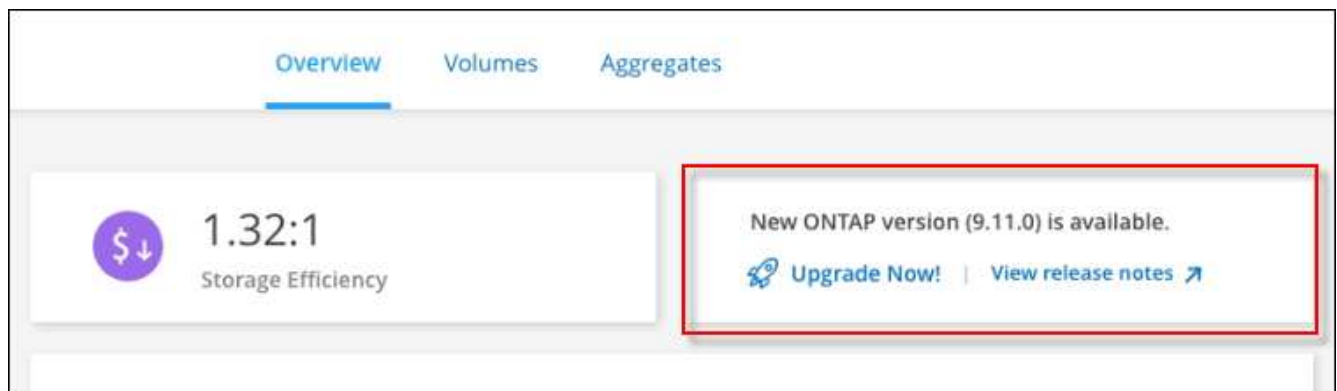 Overview Volumes Aggregates
1.32:1
Storage Efficiency
New ONTAP version (9.11.0) is available.
Upgrade Now! | View release notes